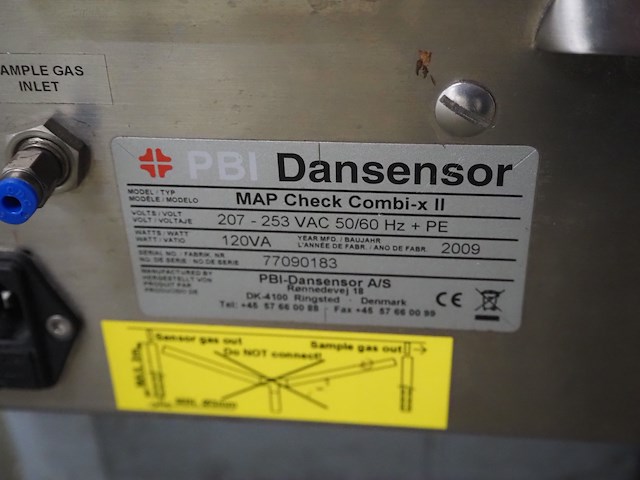 AMPLE GAS
INLET
PBI Dansensor
MODEL / TYP
MODÈLE / MODELO
MAP Check Combi-x II
VOLTS / VOLT
VOLT / VOLTAJE
207 - 253 VAC 50/60 Hz + PE
WATTS / WATT
WATT / VATIO
120VA
YEAR MFD. / BAUJAHR
L'ANNÉE DE FABR. / ANO DE FABR.
2009
SERIAL NO. / FABRIK. NR.
NO. DE SERIE / NO DE SERIE
77090183
MANUFACTURED BY
HERGESTELLT VON
PRODUIT PAR
PRODUCIDO DE
PBI-Dansensor A/S
Rønnedevej 18
DK-4100 Ringsted - Denmark
Tel: +45 57 66 00 88 / Fax +45 57 66 00 99
CE
Sensor gas out
Sample gas out
Do NOT connect!